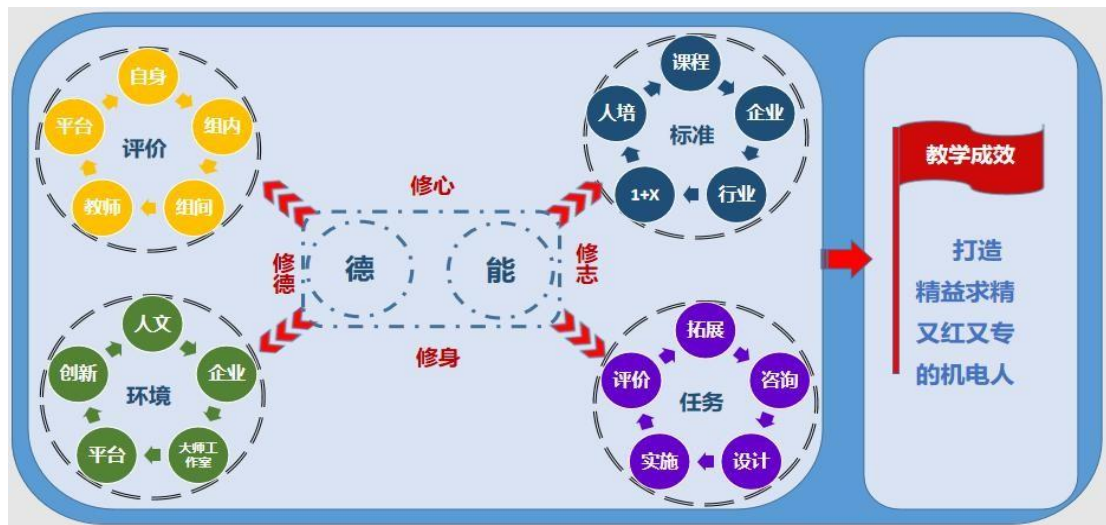 自身
组内
组间
教师
平台
评价
课程
企业
行业
1+X
人培
标准
修心
修德
德
能
修志
修身
人文
企业
大师工
作室
平台
创新
环境
拓展
咨询
设计
实施
评价
任务
教学成效
打造
精益求精
又红又专
的机电人